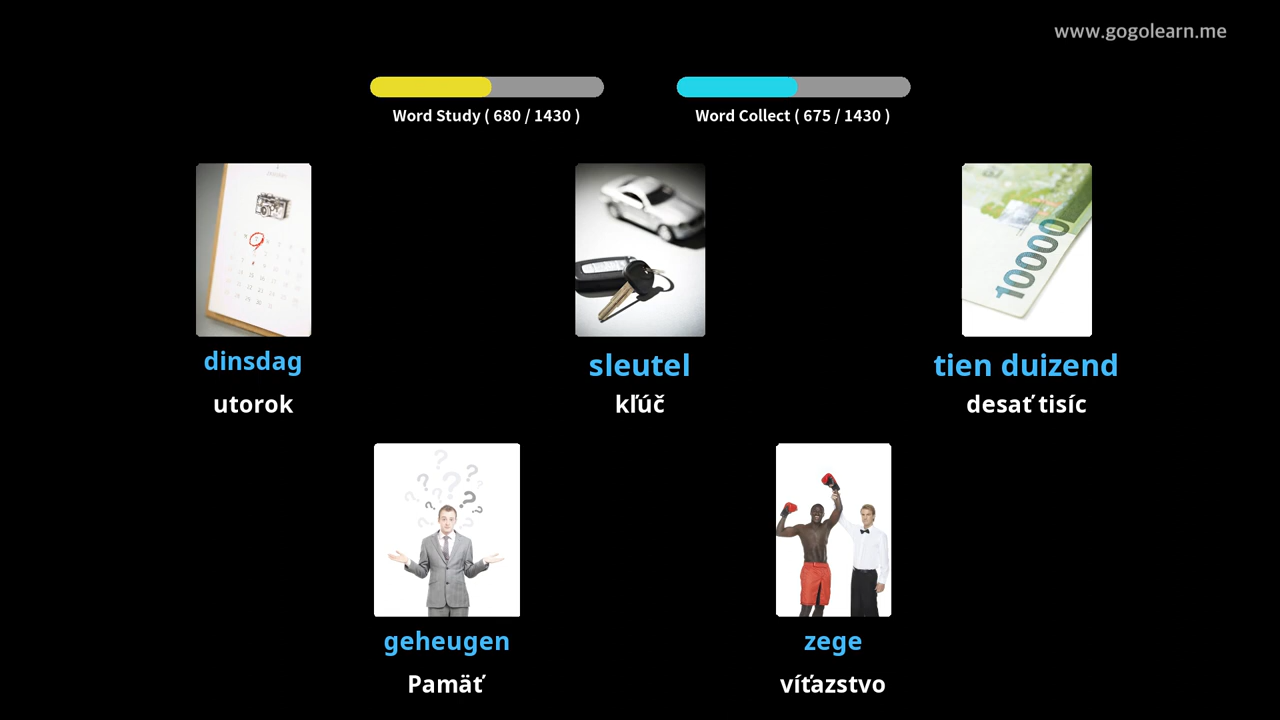 www.gogolearn.me
Word Study ( 680 / 1430 )
Word Collect ( 675 / 1430 )
10000
dinsdag
sleutel
tien duizend
utorok
kľúč
desať tisíc
? ? ? ? ? ? ? ? ? ?
geheugen
zege
Pamäť
víťazstvo